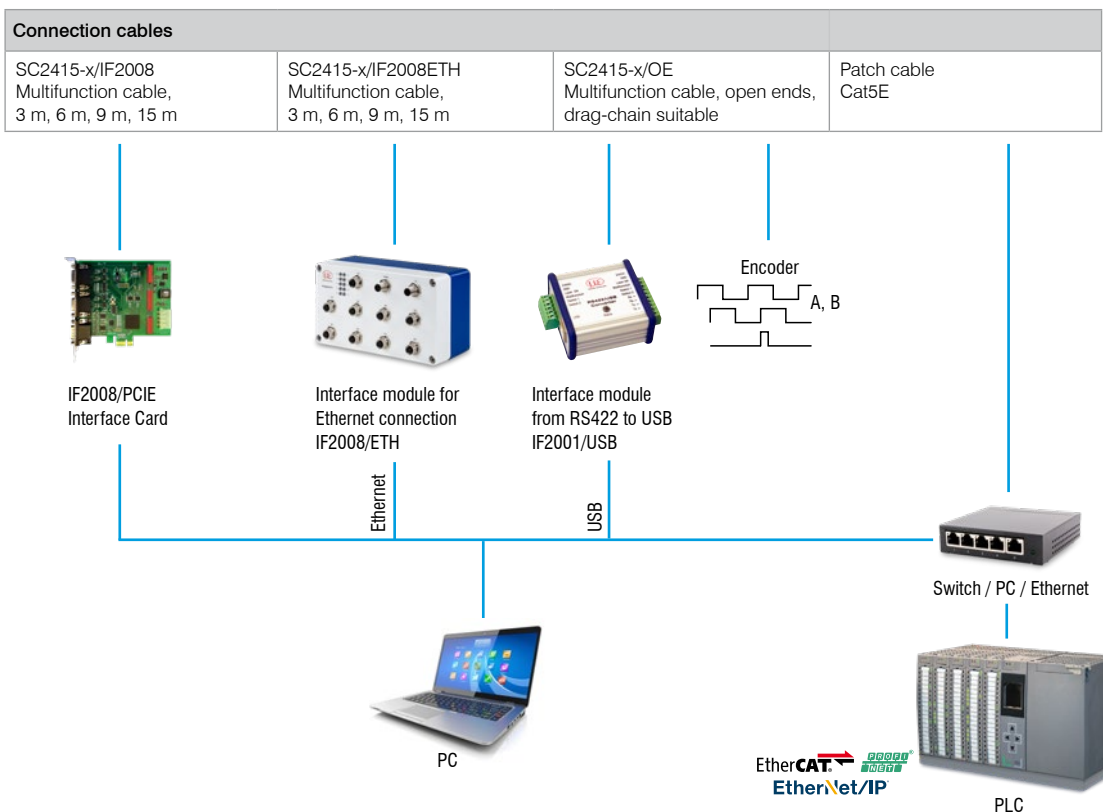 Connection cables
SC2415-x/IF2008
Multifunction cable,
3 m, 6 m, 9 m, 15 m
SC2415-x/IF2008ETH
Multifunction cable,
3 m, 6 m, 9 m, 15 m
SC2415-x/OE
Multifunction cable, open ends,
drag-chain suitable
Patch cable
Cat5E
Encoder
A, B
IF2008/PCIE
Interface Card
Interface module for
Ethernet connection
IF2008/ETH
Interface module
from RS422 to USB
IF2001/USB
Ethernet
USB
Switch / PC / Ethernet
PC
EtherCAT®
PROFI®
NET
EtherNet/IP
PLC